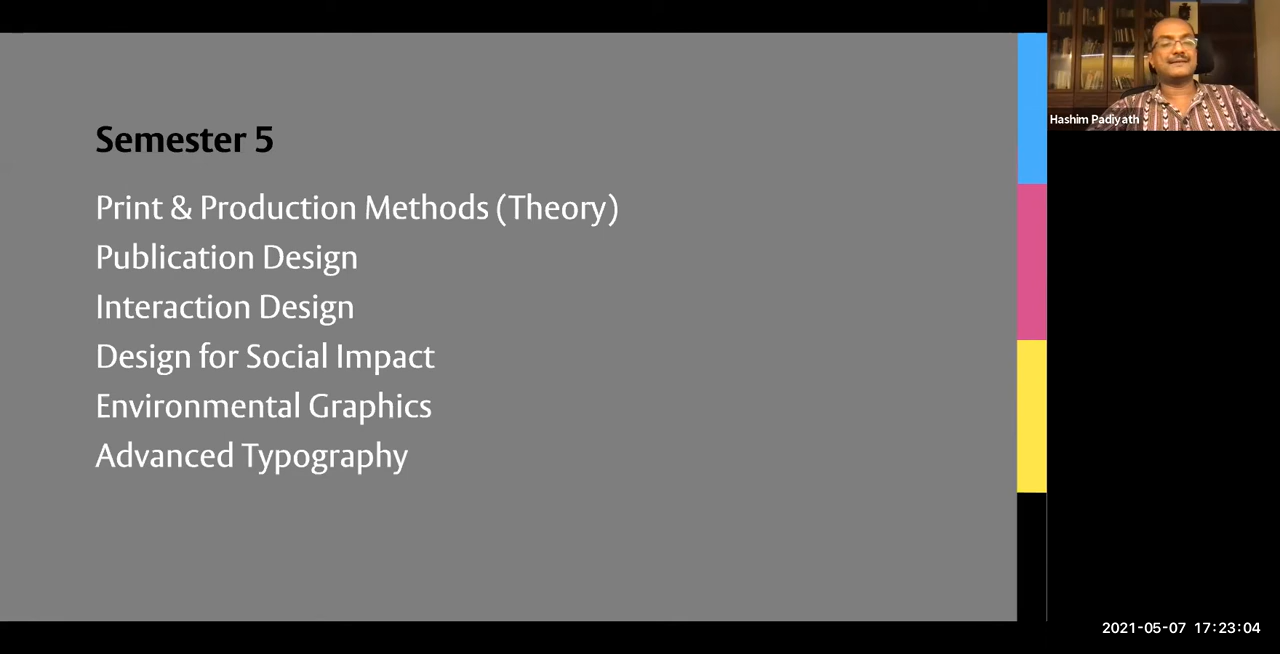 Semester 5
Print & Production Methods (Theory)
Publication Design
Interaction Design
Design for Social Impact
Environmental Graphics
Advanced Typography
Hashim Padiyath
2021-05-07 17:23:04